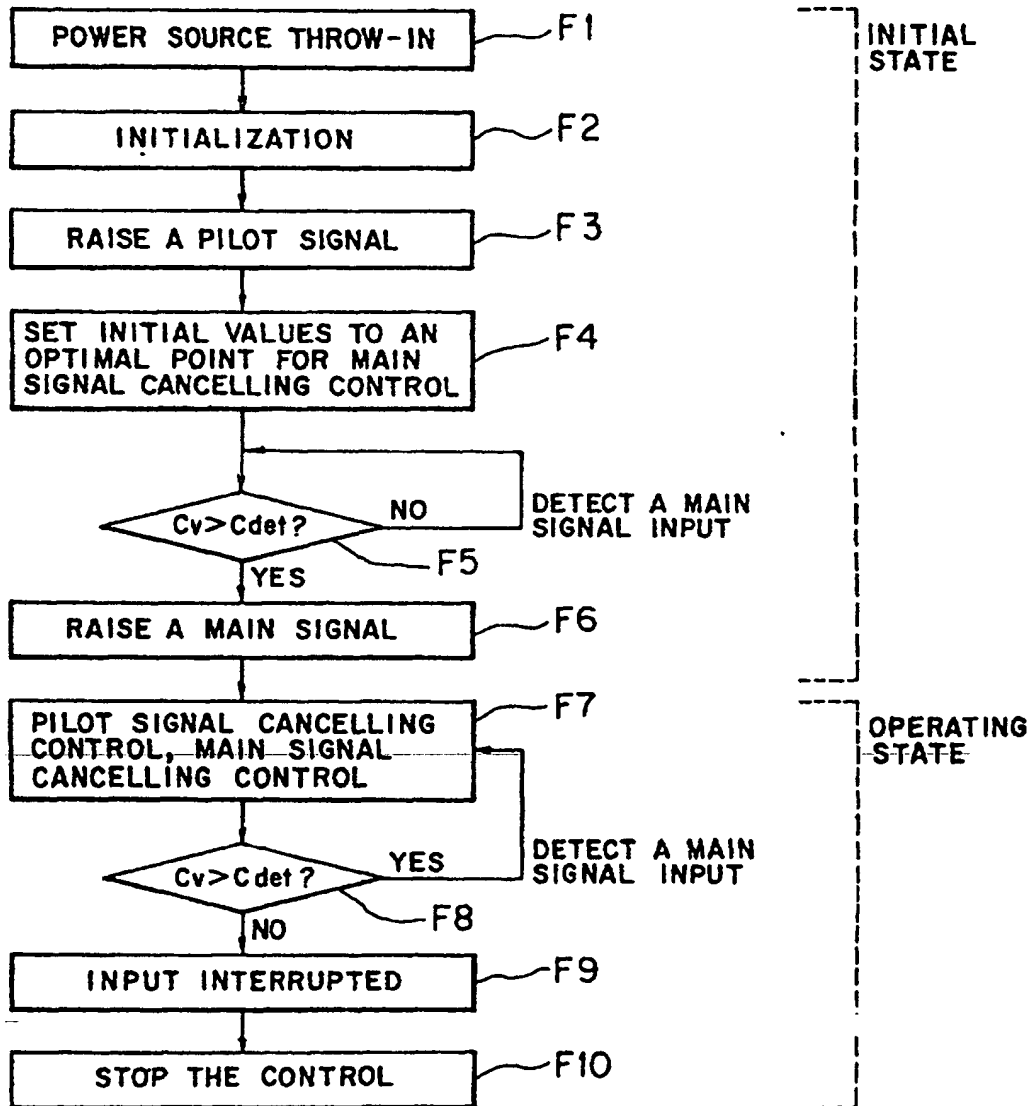 POWER SOURCE THROW-IN
F1
INITIAL
STATE
INITIALIZATION
F2
RAISE A PILOT SIGNAL
F3
SET INITIAL VALUES TO AN
OPTIMAL POINT FOR MAIN
SIGNAL CANCELLING CONTROL
F4
Cv>Cdet?
NO
DETECT A MAIN
SIGNAL INPUT
F5
YES
RAISE A MAIN SIGNAL
F6
PILOT SIGNAL CANCELLING
CONTROL, MAIN SIGNAL
CANCELLING CONTROL
F7
OPERATING
STATE
Cv>Cdet?
YES
DETECT A MAIN
SIGNAL INPUT
F8
NO
INPUT INTERRUPTED
F9
STOP THE CONTROL
F10